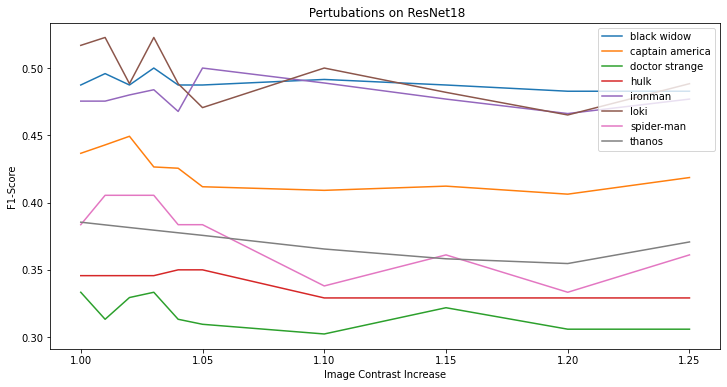 Pertubations on ResNet18
F1-Score
0.50
0.45
0.40
0.35
0.30
black widow
captain america
doctor strange
hulk
ironman
loki
spider-man
thanos
1.00 1.05 1.10 1.15 1.20 1.25
Image Contrast Increase